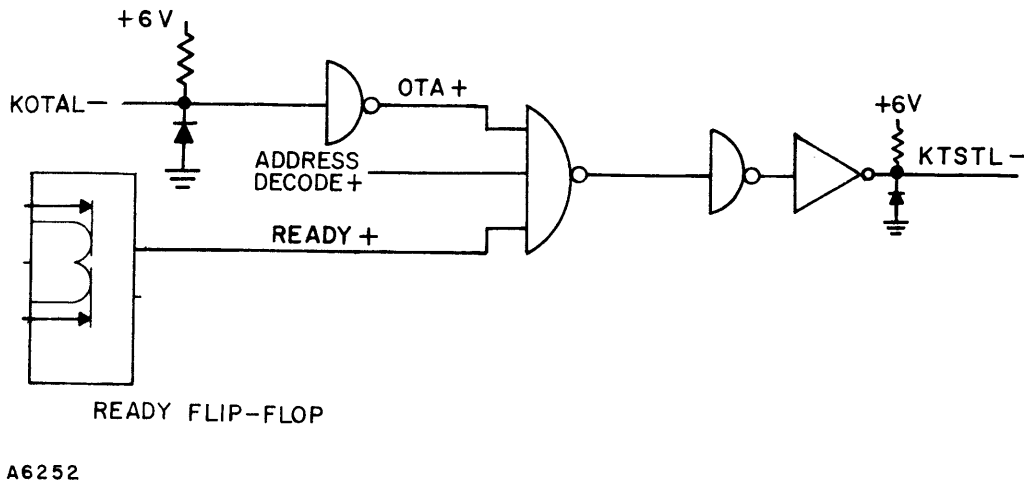 +6V
KOTAL−
OTA+
+6V
KTSTL−
ADDRESS
DECODE+
READY+
READY FLIP-FLOP
A6252